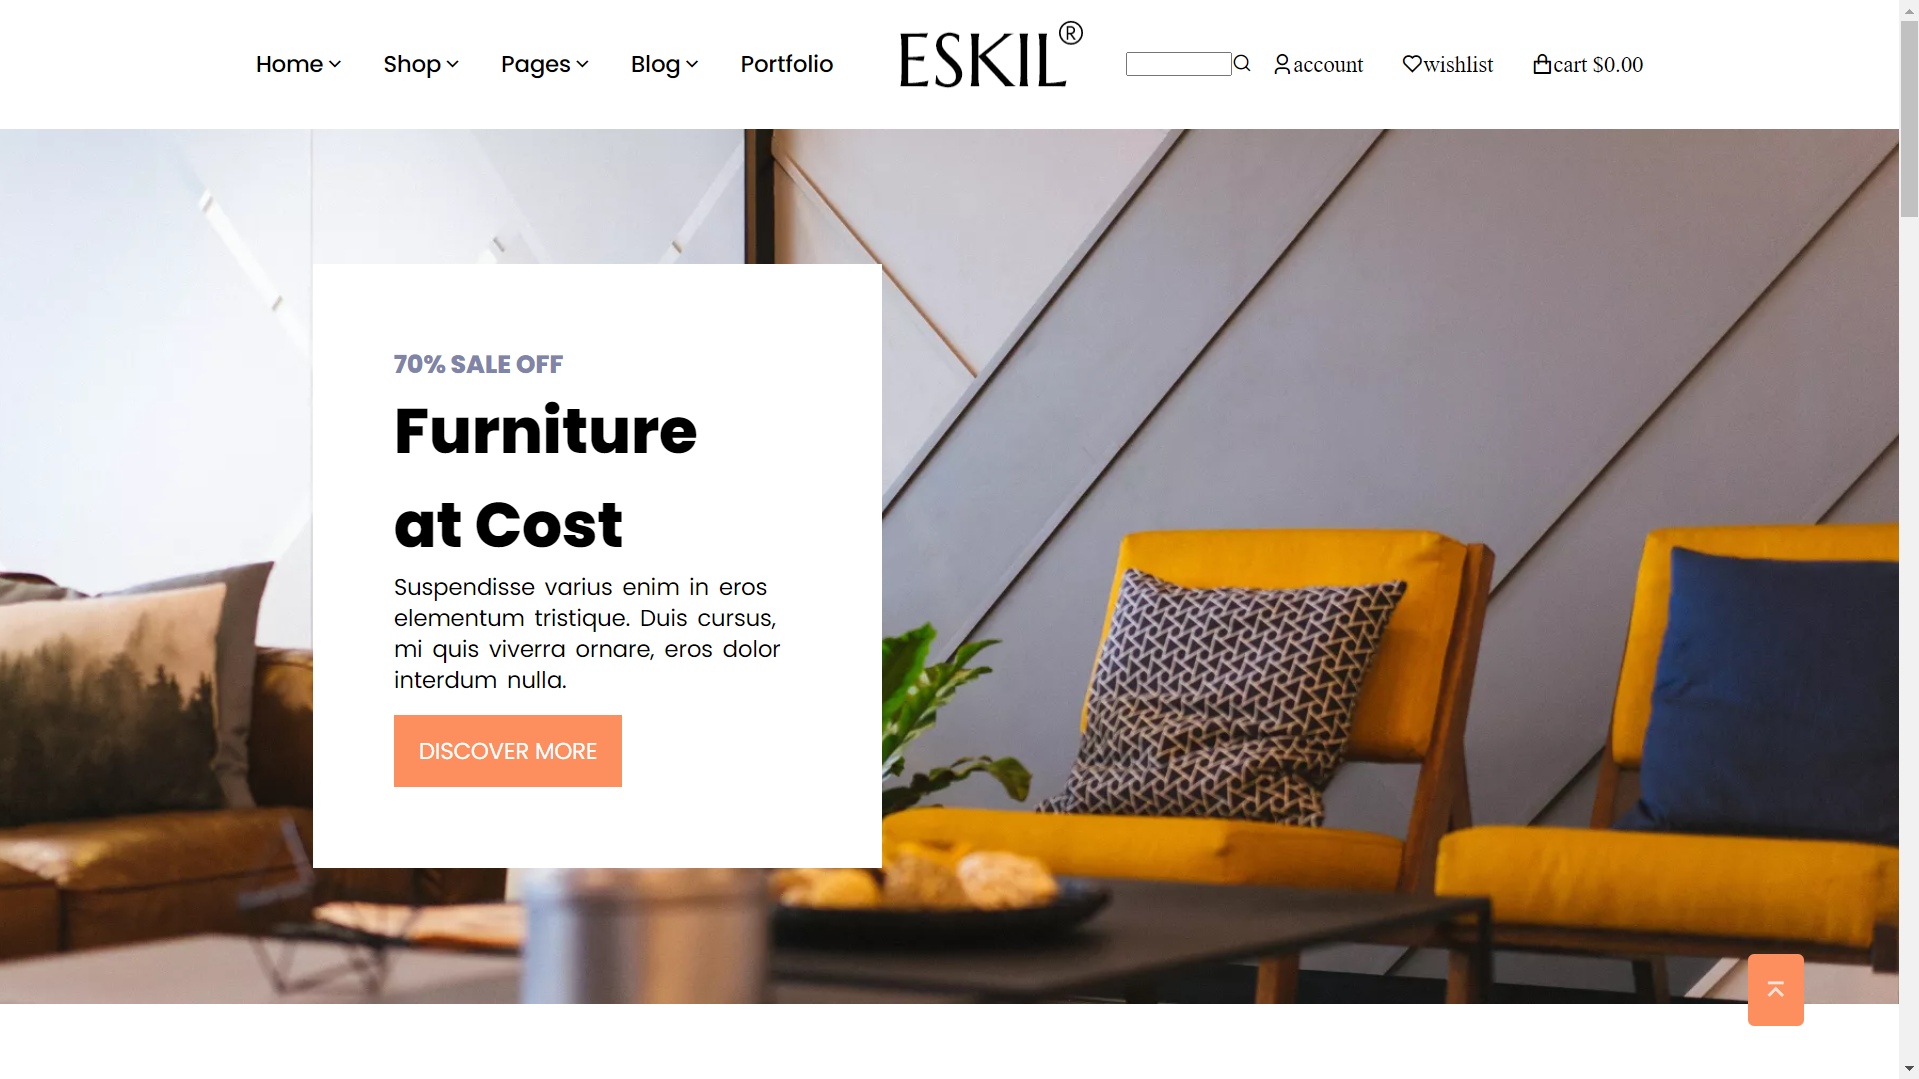 Home Shop Pages Blog Portfolio ESKIL® account wishlist cart $0.00
70% SALE OFF
Furniture
at Cost
Suspendisse varius enim in eros
elementum tristique. Duis cursus,
mi quis viverra ornare, eros dolor
interdum nulla.
DISCOVER MORE